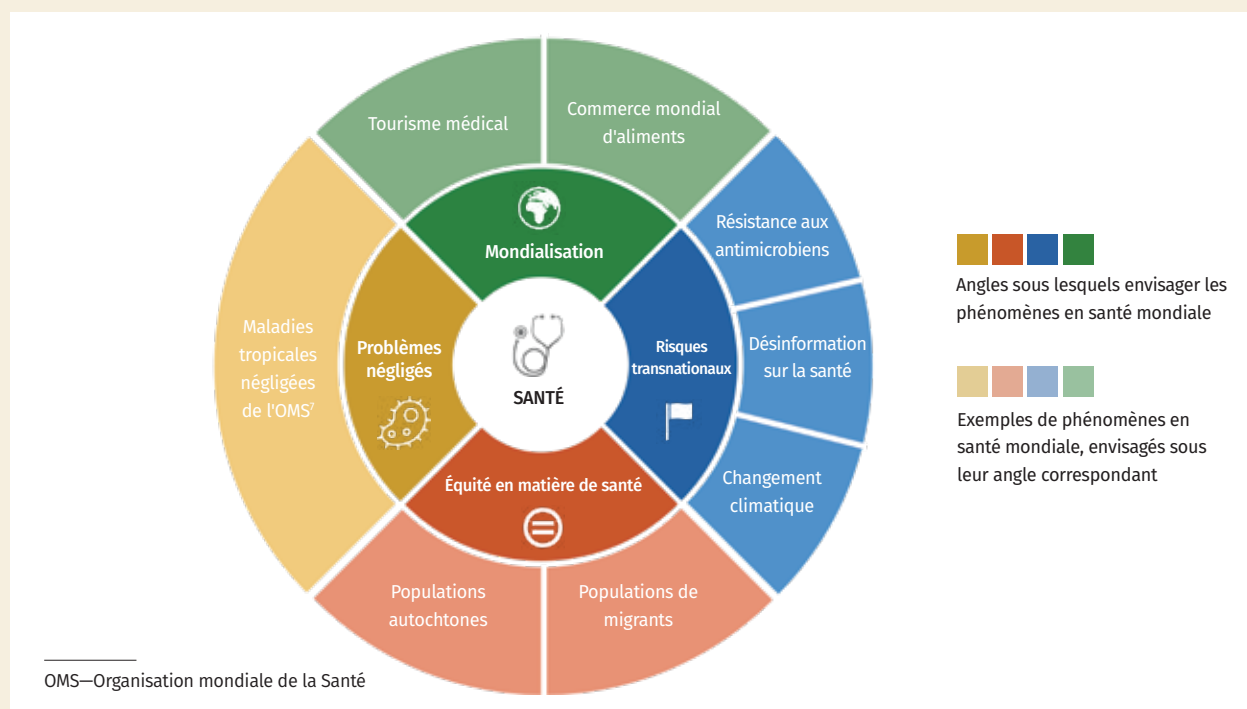 Tourisme médical
Commerce mondial
d'aliments
Résistance aux
antimicrobiens
Désinformation
sur la santé
Changement
climatique
Populations de
migrants
Populations
autochtones
Maladies
tropicales
négligées
de l'OMS⁷
Mondialisation
Risques
transnationaux
Équité en matière de santé
Problèmes
négligés
SANTÉ
Angles sous lesquels envisager les
phénomènes en santé mondiale
Exemples de phénomènes en
santé mondiale, envisagés sous
leur angle correspondant
OMS—Organisation mondiale de la Santé